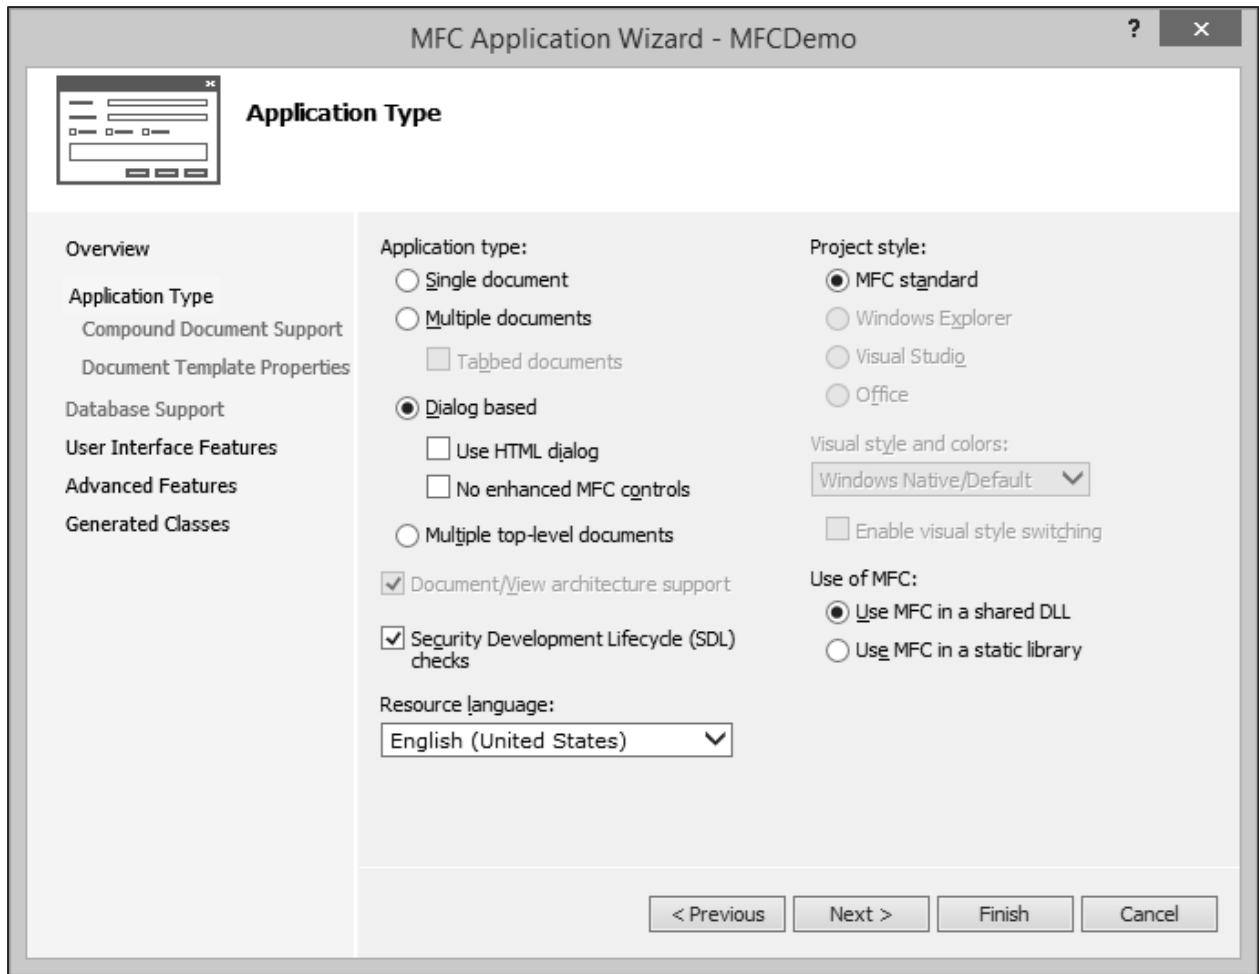 MFC Application Wizard - MFCDemo
?
Application Type
Overview
Application Type
Compound Document Support
Document Template Properties
Database Support
User Interface Features
Advanced Features
Generated Classes
Application type:
Single document
Multiple documents
Tabbed documents
Dialog based
Use HTML dialog
No enhanced MFC controls
Multiple top-level documents
Document/View architecture support
Security Development Lifecycle (SDL)
checks
Resource language:
English (United States)
Project style:
MFC standard
Windows Explorer
Visual Studio
Office
Visual style and colors:
Windows Native/Default
Enable visual style switching
Use of MFC:
Use MFC in a shared DLL
Use MFC in a static library
< Previous
Next >
Finish
Cancel